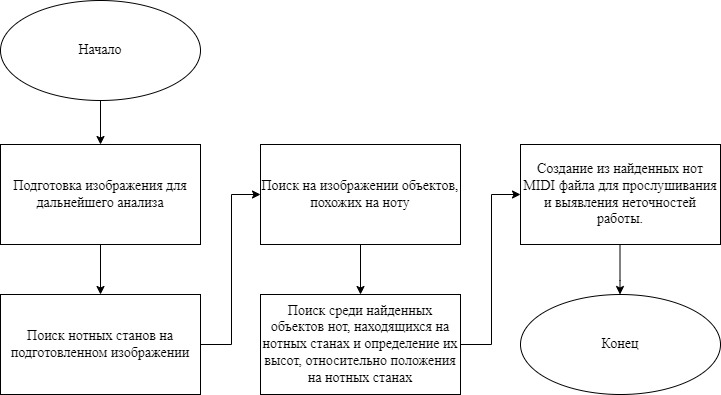 Начало
Подготовка изображения для
дальнейшего анализа
Поиск нотных станов на
подготовленном изображении
Поиск на изображении объектов,
похожих на ноту
Поиск среди найденных
объектов нот, находящихся на
нотных станах и определение их
высот, относительно положения
на нотных станах
Создание из найденных нот
MIDI файла для прослушивания
и выявления неточностей
работы.
Конец